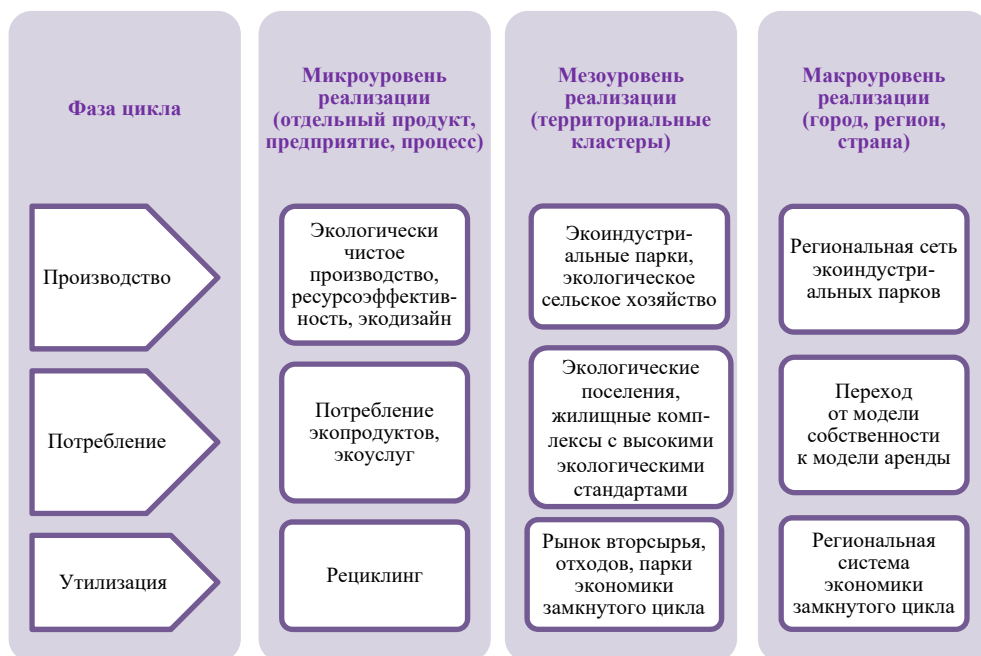 Фаза цикла
Микроуровень
реализации
(отдельный продукт,
предприятие, процесс)
Мезоуровень
реализации
(территориальные
кластеры)
Макроуровень
реализации
(город, регион,
страна)
Производство
Экологически
чистое
производство,
ресурсоэффектив-
ность, экодизайн
Экоиндустри-
альные парки,
экологическое
сельское хозяйство
Региональная сеть
экоиндустри-
альных парков
Потребление
Потребление
экопродуктов,
экоуслуг
Экологические
поселения,
жилищные комп-
лексы с высокими
экологическими
стандартами
Переход
от модели
собственности
к модели аренды
Утилизация
Рециклинг
Рынок вторсырья,
отходов, парки
экономики
замкнутого цикла
Региональная
система
экономики
замкнутого цикла